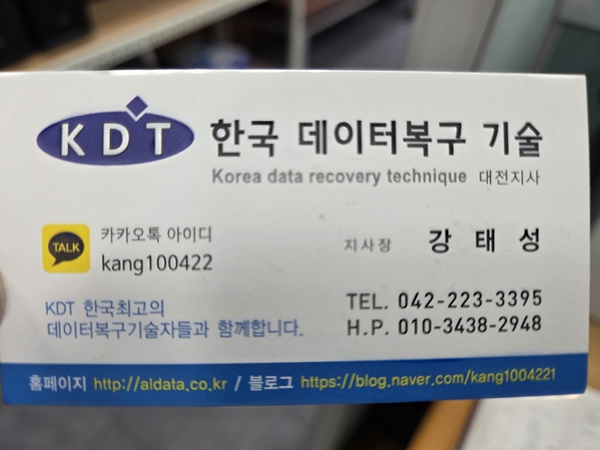 KDT 한국 데이터복구 기술
Korea data recovery technique 대전지사
TALK
카카오톡 아이디
kang100422
지사장 강태성
KDT 한국최고의
데이터복구기술자들과 함께합니다.
TEL. 042-223-3395
H.P. 010-3438-2948
홈페이지 http://aldata.co.kr / 블로그 https://blog.naver.com/kang1004221